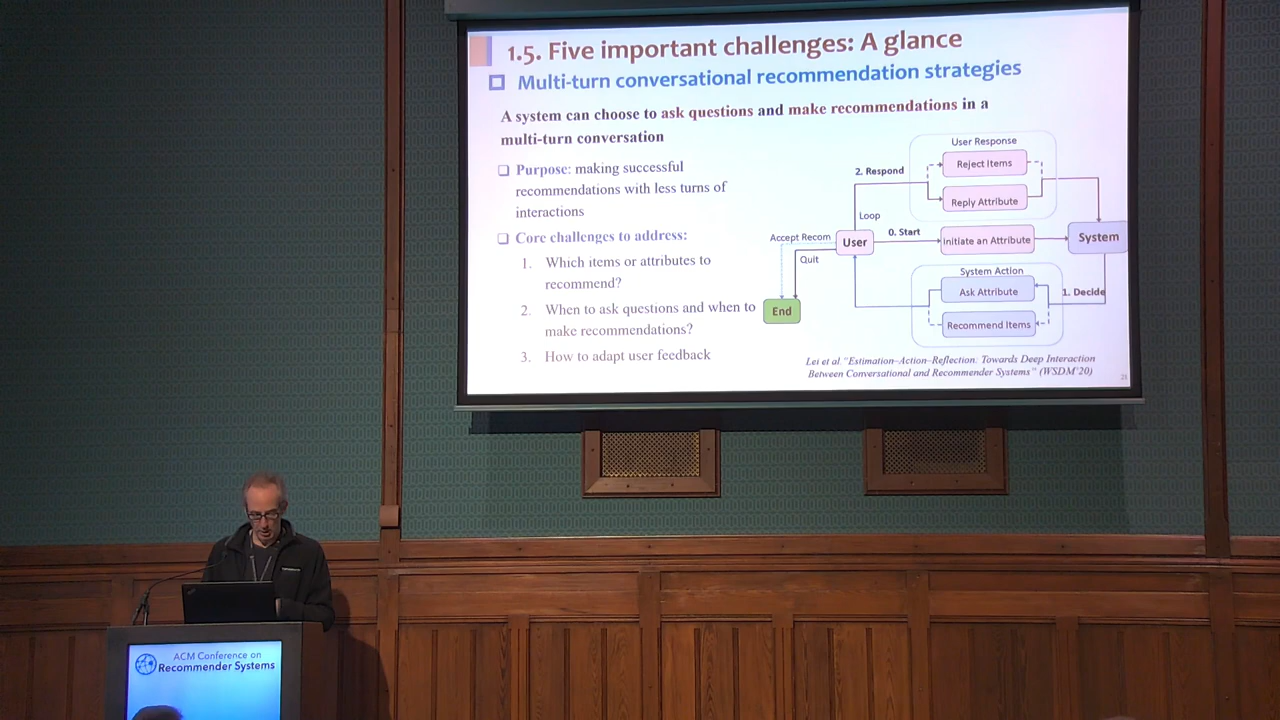 1.5. Five important challenges: A glance
Multi-turn conversational recommendation strategies
A system can choose to ask questions and make recommendations in a
multi-turn conversation
Purpose: making successful
recommendations with less turns of
interactions
Core challenges to address:
1. Which items or attributes to
recommend?
2. When to ask questions and when to
make recommendations?
3. How to adapt user feedback
User Response
Reject Items
2. Respond
Reply Attribute
Loop
Accept Recom
User
0. Start
Initiate an Attribute
System
Quit
System Action
Ask Attribute
1. Decide
End
Recommend Items
Lei et al. "Estimation–Action–Reflection: Towards Deep Interaction
Between Conversational and Recommender Systems" (WSDM'20)
ACM Conference on
Recommender Systems